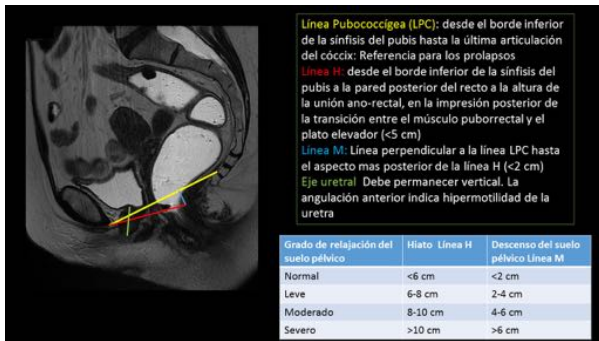 Línea Pubococcígea (LPC): desde el borde inferior
de la sínfisis del pubis hasta la última articulación
del cóccix: Referencia para los prolapsos
Línea H: desde el borde inferior de la sínfisis del
pubis a la pared posterior del recto a la altura de
la unión ano-rectal, en la impresión posterior de
la transición entre el músculo puborrectal y el
plato elevador (<5 cm)
Línea M: Línea perpendicular a la línea LPC hasta
el aspecto mas posterior de la línea H (<2 cm)
Eje uretral Debe permanecer vertical. La
angulación anterior indica hipermotilidad de la
uretra
Grado de relajación del Hiato Línea H Descenso del suelo
suelo pélvico pélvico Línea M
Normal <6 cm <2 cm
Leve 6-8 cm 2-4 cm
Moderado 8-10 cm 4-6 cm
Severo >10 cm >6 cm